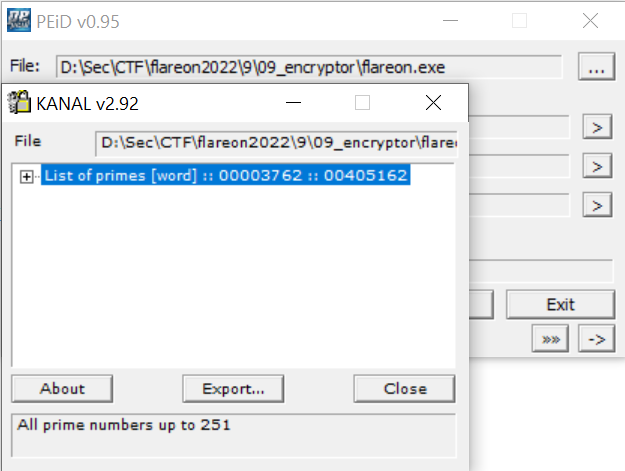 PEiD v0.95
File: D:\Sec\CTF\flareon2022\9\09_encryptor\flareon.exe ...
KANAL v2.92
File D:\Sec\CTF\flareon2022\9\09_encryptor\flare
>
List of primes [word] :: 00003762 :: 00405162
>
>
Exit
»» ->
About Export... Close
All prime numbers up to 251